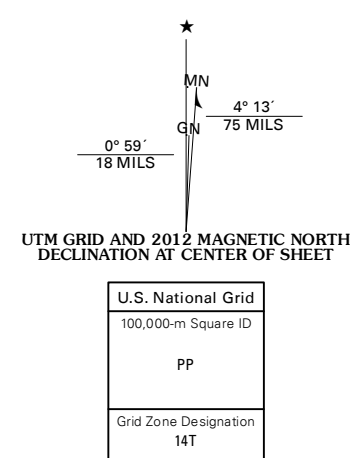 ★
MN
4° 13´
75 MILS
GN
0° 59´
18 MILS
UTM GRID AND 2012 MAGNETIC NORTH
DECLINATION AT CENTER OF SHEET
U.S. National Grid
100,000-m Square ID
PP
Grid Zone Designation
14T